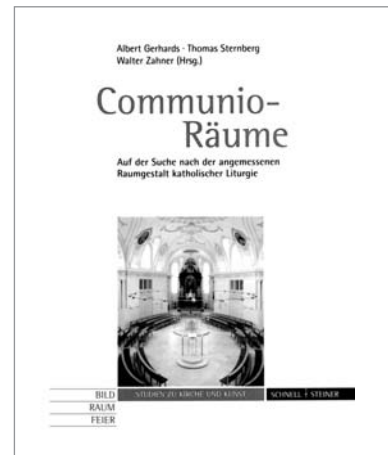 Albert Gerhards · Thomas Sternberg
Walter Zahner (Hrsg.)
Communio-
Räume
Auf der Suche nach der angemessenen
Raumgestalt katholischer Liturgie
BILD STUDIEN ZU KIRCHE UND KUNST SCHNELL + STEINER
RAUM
FEIER